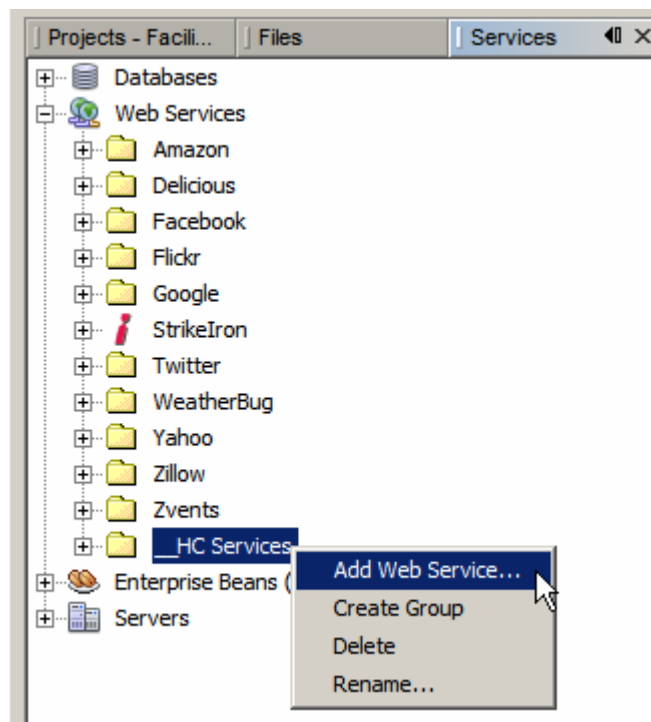 Projects - Facili... Files Services
Databases
Web Services
Amazon
Delicious
Facebook
Flickr
Google
StrikeIron
Twitter
WeatherBug
Yahoo
Zillow
Zvents
__HC Services
Add Web Service...
Enterprise Beans (
Create Group
Servers
Delete
Rename...